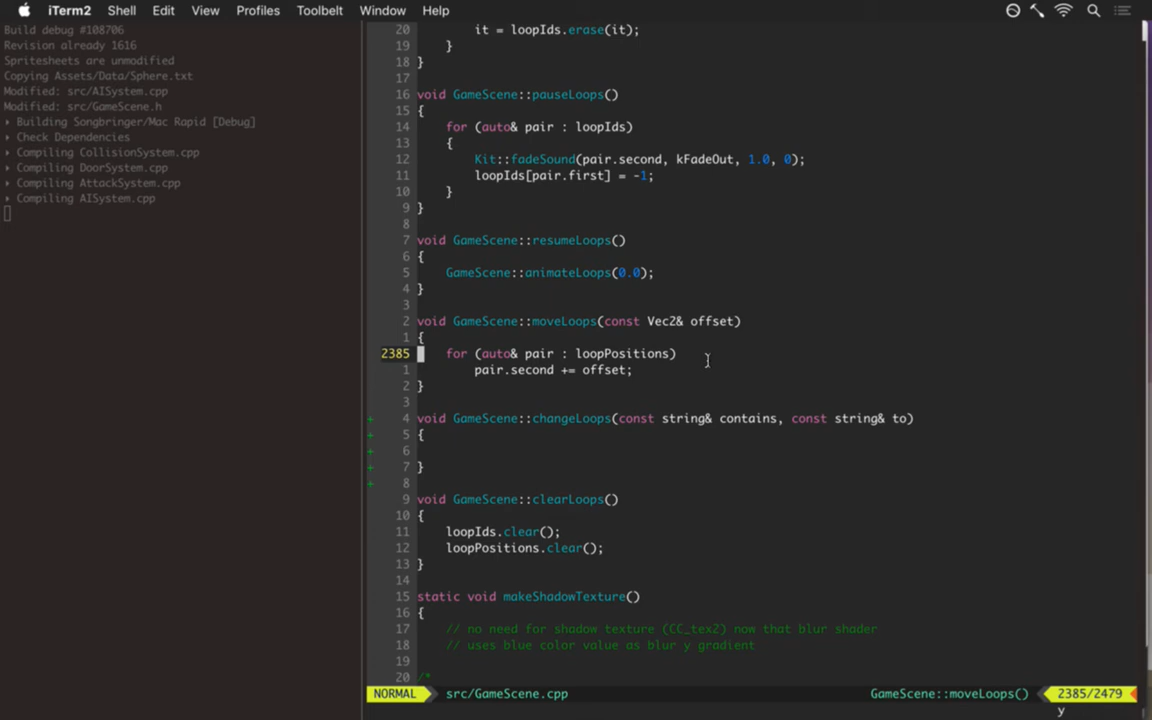 iTerm2 Shell Edit View Profiles Toolbelt Window Help
Build debug #108706
Revision already 1616
Spritesheets are unmodified
Copying Assets/Data/Sphere.txt
Modified: src/AISystem.cpp
Modified: src/GameScene.h
Building Songbringer/Mac Rapid [Debug]
Check Dependencies
Compiling CollisionSystem.cpp
Compiling DoorSystem.cpp
Compiling AttackSystem.cpp
Compiling AISystem.cpp
20 it = loopIds.erase(it);
19 }
18 }
17
16 void GameScene::pauseLoops()
15 {
14 for (auto& pair : loopIds)
13 {
12 Kit::fadeSound(pair.second, kFadeOut, 1.0, 0);
11 loopIds[pair.first] = -1;
10 }
9 }
8
7 void GameScene::resumeLoops()
6 {
5 GameScene::animateLoops(0.0);
4 }
3
2 void GameScene::moveLoops(const Vec2& offset)
1 {
2385 for (auto& pair : loopPositions)
1 pair.second += offset;
2 }
3
+ 4 void GameScene::changeLoops(const string& contains, const string& to)
+ 5 {
+ 6
+ 7 }
+ 8
9 void GameScene::clearLoops()
10 {
11 loopIds.clear();
12 loopPositions.clear();
13 }
14
15 static void makeShadowTexture()
16 {
17 // no need for shadow texture (CC_tex2) now that blur shader
18 // uses blue color value as blur y gradient
19
20 /*
NORMAL src/GameScene.cpp GameScene::moveLoops() 2385/2479
y